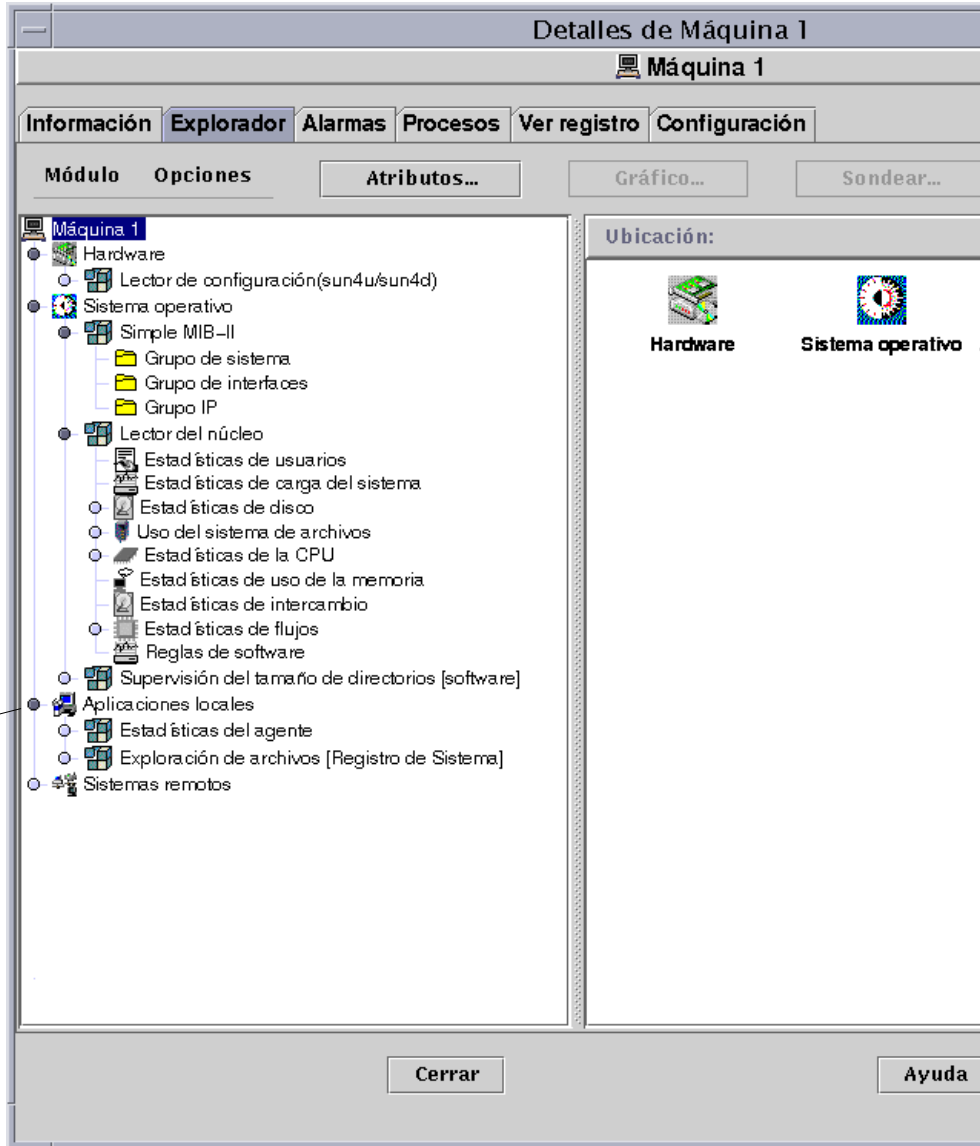 Detalles de Máquina 1
Máquina 1
Información Explorador Alarmas Procesos Ver registro Configuración
Módulo Opciones Atributos... Gráfico... Sondear...
Máquina 1
Hardware
Lector de configuración(sun4u/sun4d)
Sistema operativo
Simple MIB-II
Grupo de sistema
Grupo de interfaces
Grupo IP
Lector del núcleo
Estadísticas de usuarios
Estadísticas de carga del sistema
Estadísticas de disco
Uso del sistema de archivos
Estadísticas de la CPU
Estadísticas de uso de la memoria
Estadísticas de intercambio
Estadísticas de flujos
Reglas de software
Supervisión del tamaño de directorios [software]
Aplicaciones locales
Estadísticas del agente
Exploración de archivos [Registro de Sistema]
Sistemas remotos
Ubicación:
Hardware Sistema operativo
Cerrar Ayuda